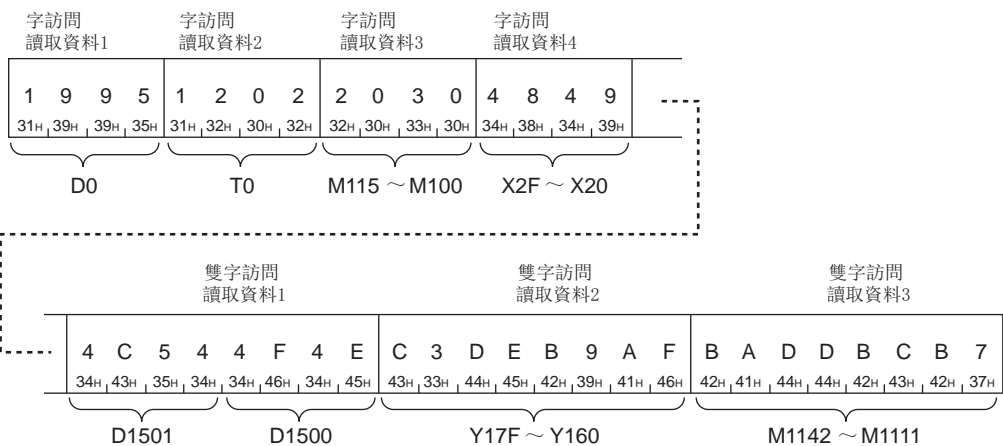 字訪問 字訪問 字訪問 字訪問
讀取資料1 讀取資料2 讀取資料3 讀取資料4
1 9 9 5 1 2 0 2 2 0 3 0 4 8 4 9
31H 39H 39H 35H 31H 32H 30H 32H 32H 30H 33H 30H 34H 38H 34H 39H
D0 T0 M115 ～ M100 X2F ～ X20
雙字訪問 雙字訪問 雙字訪問
讀取資料1 讀取資料2 讀取資料3
4 C 5 4 4 F 4 E C 3 D E B 9 A F B A D D B C B 7
34H 43H 35H 34H 34H 46H 34H 45H 43H 33H 44H 45H 42H 39H 41H 46H 42H 41H 44H 44H 42H 43H 42H 37H
D1501 D1500 Y17F ～ Y160 M1142 ～ M1111